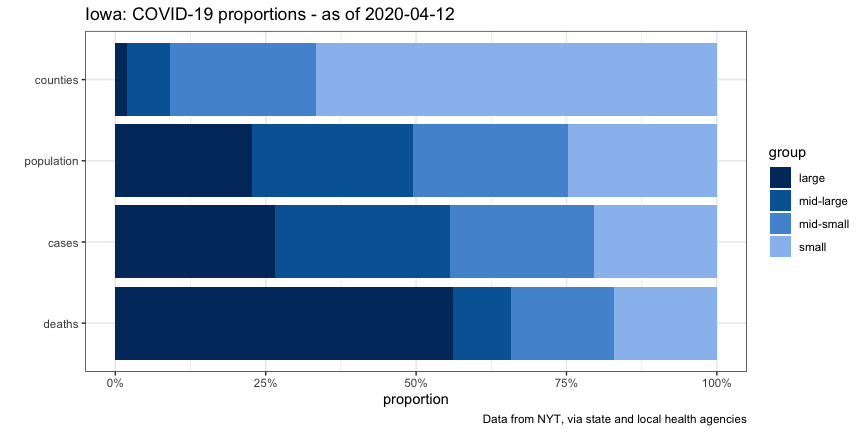 Iowa: COVID-19 proportions - as of 2020-04-12
counties
population
cases
deaths
0%
25%
50%
75%
100%
proportion
group
large
mid-large
mid-small
small
Data from NYT, via state and local health agencies